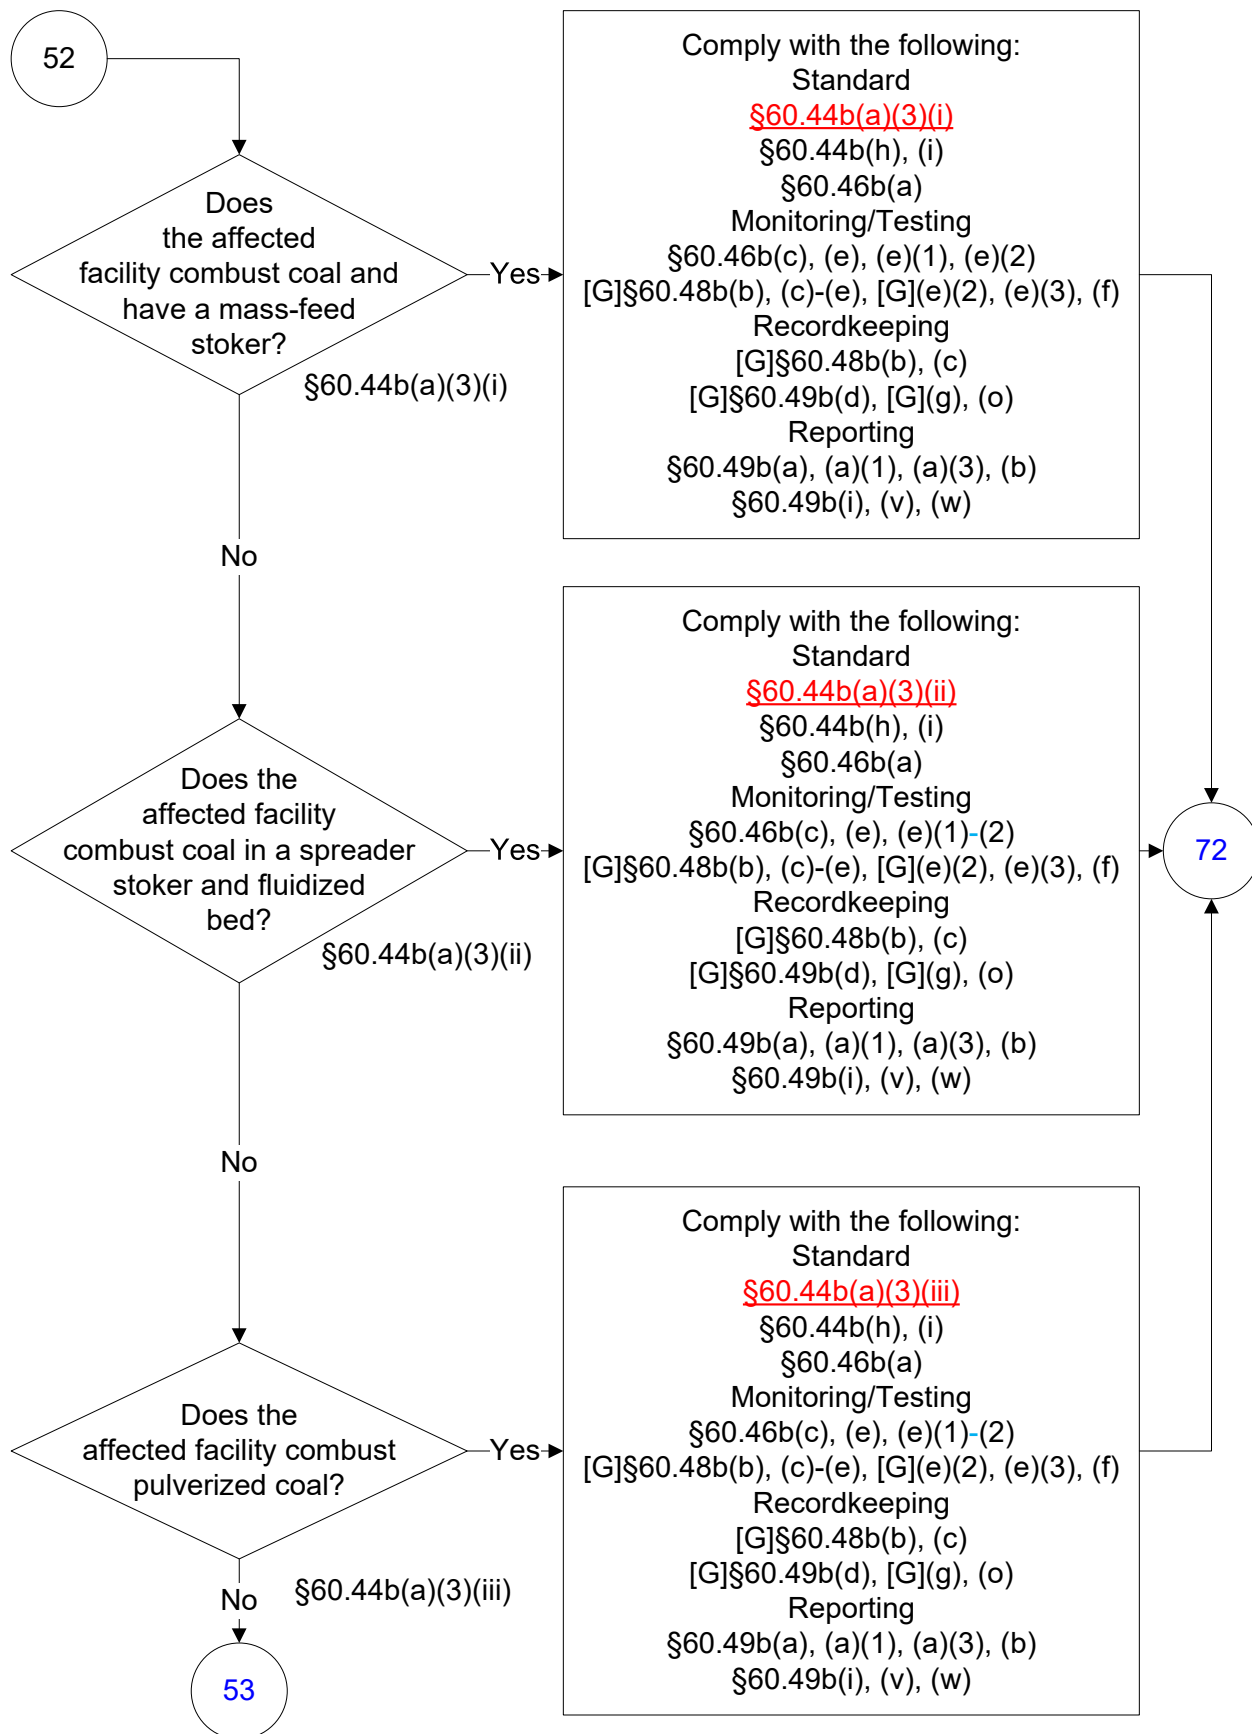 52
Does
the affected
facility combust coal and
have a mass-feed
stoker?
§60.44b(a)(3)(i)
Yes
No
Comply with the following:
Standard
§60.44b(a)(3)(i)
§60.44b(h), (i)
§60.46b(a)
Monitoring/Testing
§60.46b(c), (e), (e)(1), (e)(2)
[G]§60.48b(b), (c)-(e), [G](e)(2), (e)(3), (f)
Recordkeeping
[G]§60.48b(b), (c)
[G]§60.49b(d), [G](g), (o)
Reporting
§60.49b(a), (a)(1), (a)(3), (b)
§60.49b(i), (v), (w)
Does the
affected facility
combust coal in a spreader
stoker and fluidized
bed?
§60.44b(a)(3)(ii)
Yes
No
Comply with the following:
Standard
§60.44b(a)(3)(ii)
§60.44b(h), (i)
§60.46b(a)
Monitoring/Testing
§60.46b(c), (e), (e)(1)-(2)
[G]§60.48b(b), (c)-(e), [G](e)(2), (e)(3), (f)
Recordkeeping
[G]§60.48b(b), (c)
[G]§60.49b(d), [G](g), (o)
Reporting
§60.49b(a), (a)(1), (a)(3), (b)
§60.49b(i), (v), (w)
72
Does the
affected facility combust
pulverized coal?
§60.44b(a)(3)(iii)
Yes
No
Comply with the following:
Standard
§60.44b(a)(3)(iii)
§60.44b(h), (i)
§60.46b(a)
Monitoring/Testing
§60.46b(c), (e), (e)(1)-(2)
[G]§60.48b(b), (c)-(e), [G](e)(2), (e)(3), (f)
Recordkeeping
[G]§60.48b(b), (c)
[G]§60.49b(d), [G](g), (o)
Reporting
§60.49b(a), (a)(1), (a)(3), (b)
§60.49b(i), (v), (w)
53